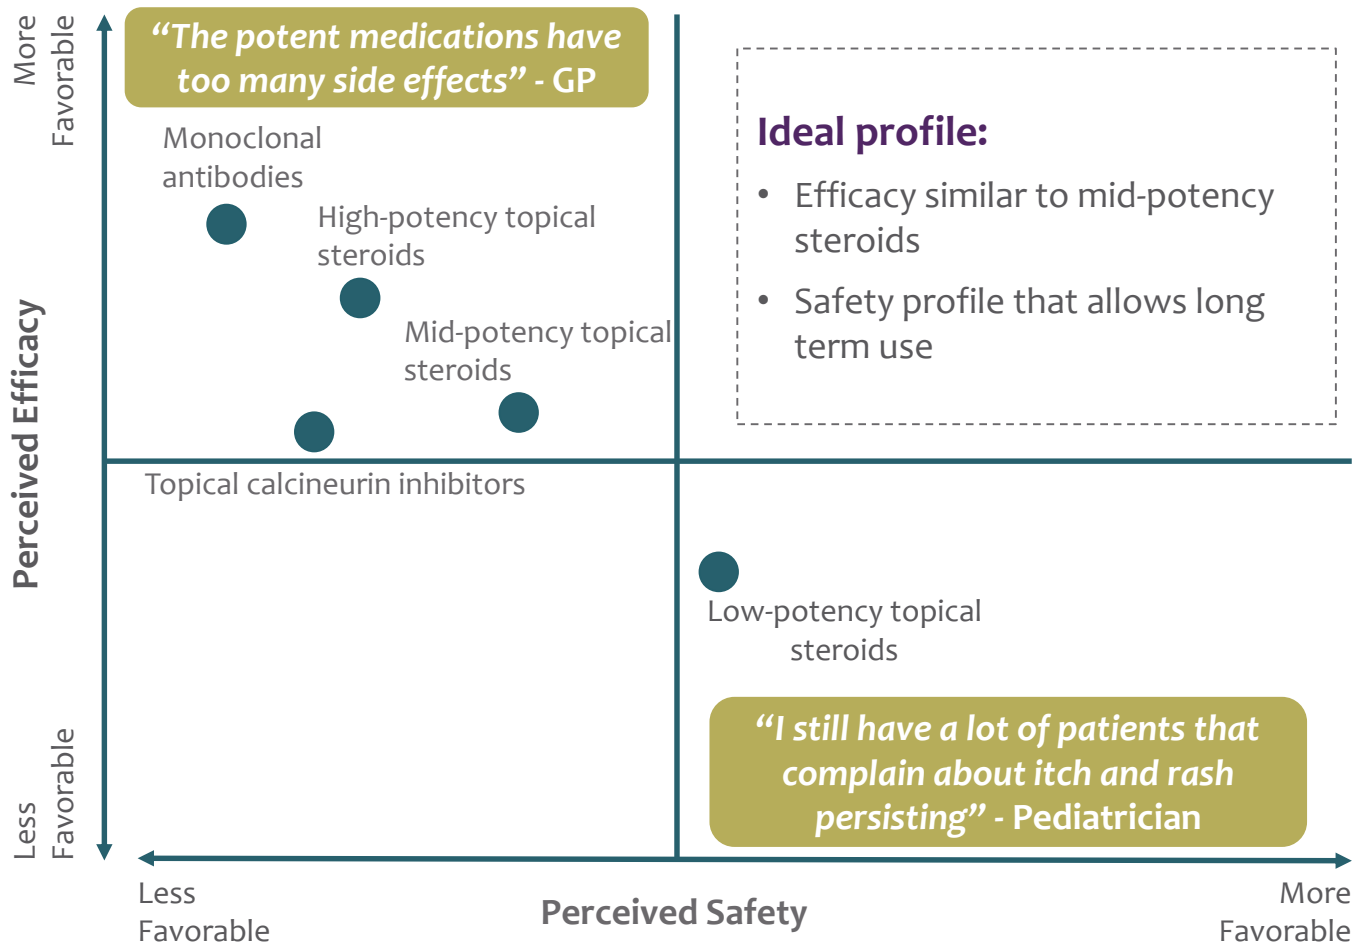 More
Favorable
“The potent medications have
too many side effects” - GP
Monoclonal
antibodies
High-potency topical
steroids
Mid-potency topical
steroids
Topical calcineurin inhibitors
Ideal profile:
• Efficacy similar to mid-potency
steroids
• Safety profile that allows long
term use
Perceived Efficacy
Low-potency topical
steroids
“I still have a lot of patients that
complain about itch and rash
persisting” - Pediatrician
Less
Favorable
Less
Favorable
Perceived Safety
More
Favorable